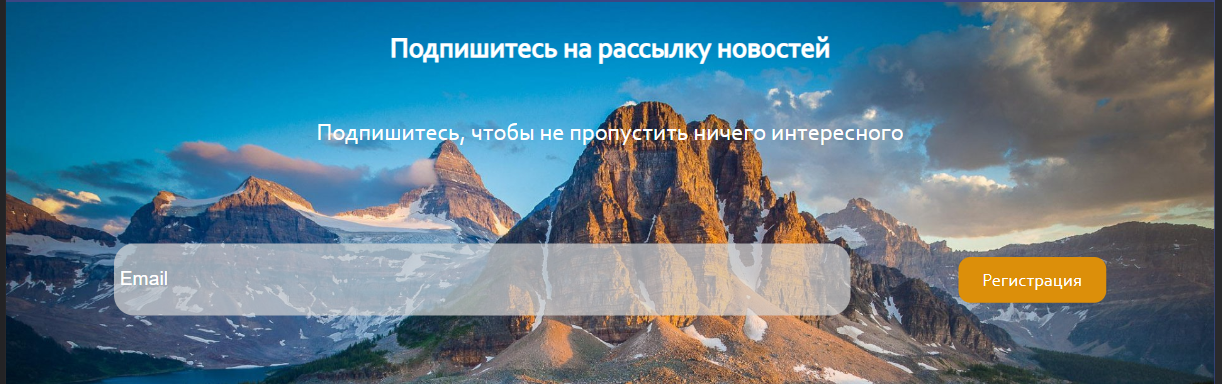 Подпишитесь на рассылку новостей
Подпишитесь, чтобы не пропустить ничего интересного
Email
Регистрация